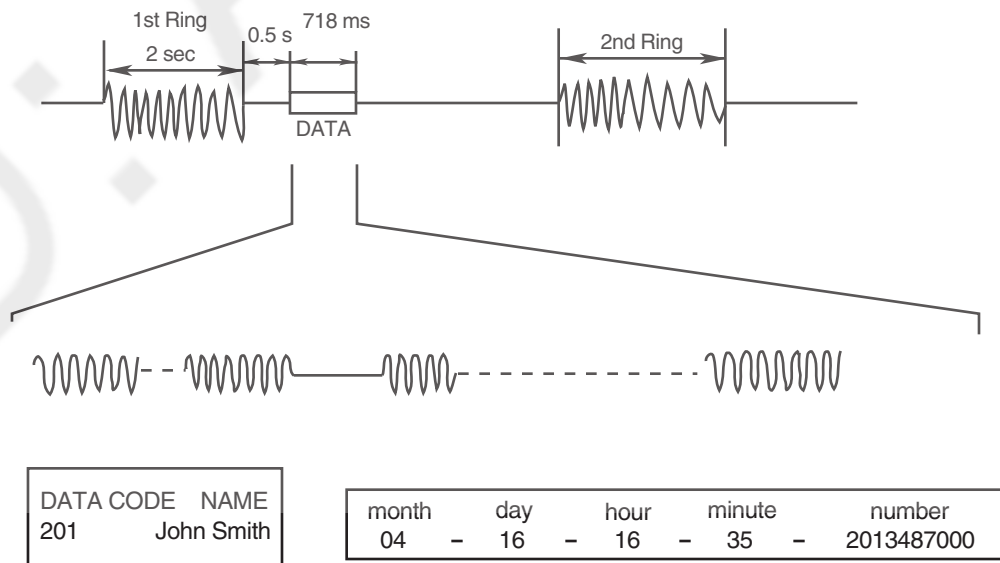 1st Ring
2 sec
0.5 s
718 ms
DATA
2nd Ring
DATA CODE NAME
201 John Smith
month day hour minute number
04 – 16 – 16 – 35 – 2013487000